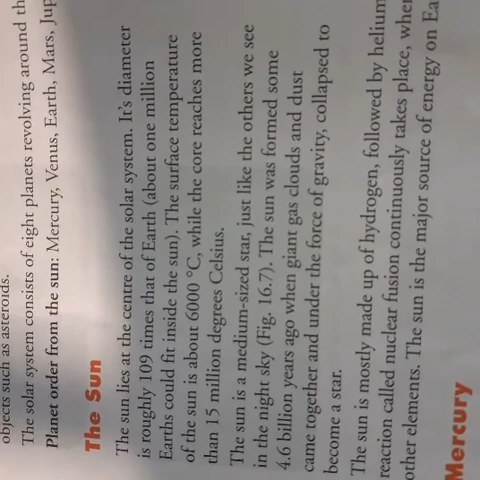 objects such as asteroids.
The solar system consists of eight planets revolving around th
Planet order from the sun: Mercury, Venus, Earth, Mars, Jup
The Sun
The sun lies at the centre of the solar system. It's diameter
is roughly 109 times that of Earth (about one million
Earths could fit inside the sun). The surface temperature
of the sun is about 6000 °C, while the core reaches more
than 15 million degrees Celsius.
The sun is a medium-sized star, just like the others we see
in the night sky (Fig. 16.7). The sun was formed some
4.6 billion years ago when giant gas clouds and dust
came together and under the force of gravity, collapsed to
become a star.
The sun is mostly made up of hydrogen, followed by helium
reaction called nuclear fusion continuously takes place, wher
other elements. The sun is the major source of energy on Ea
Mercury